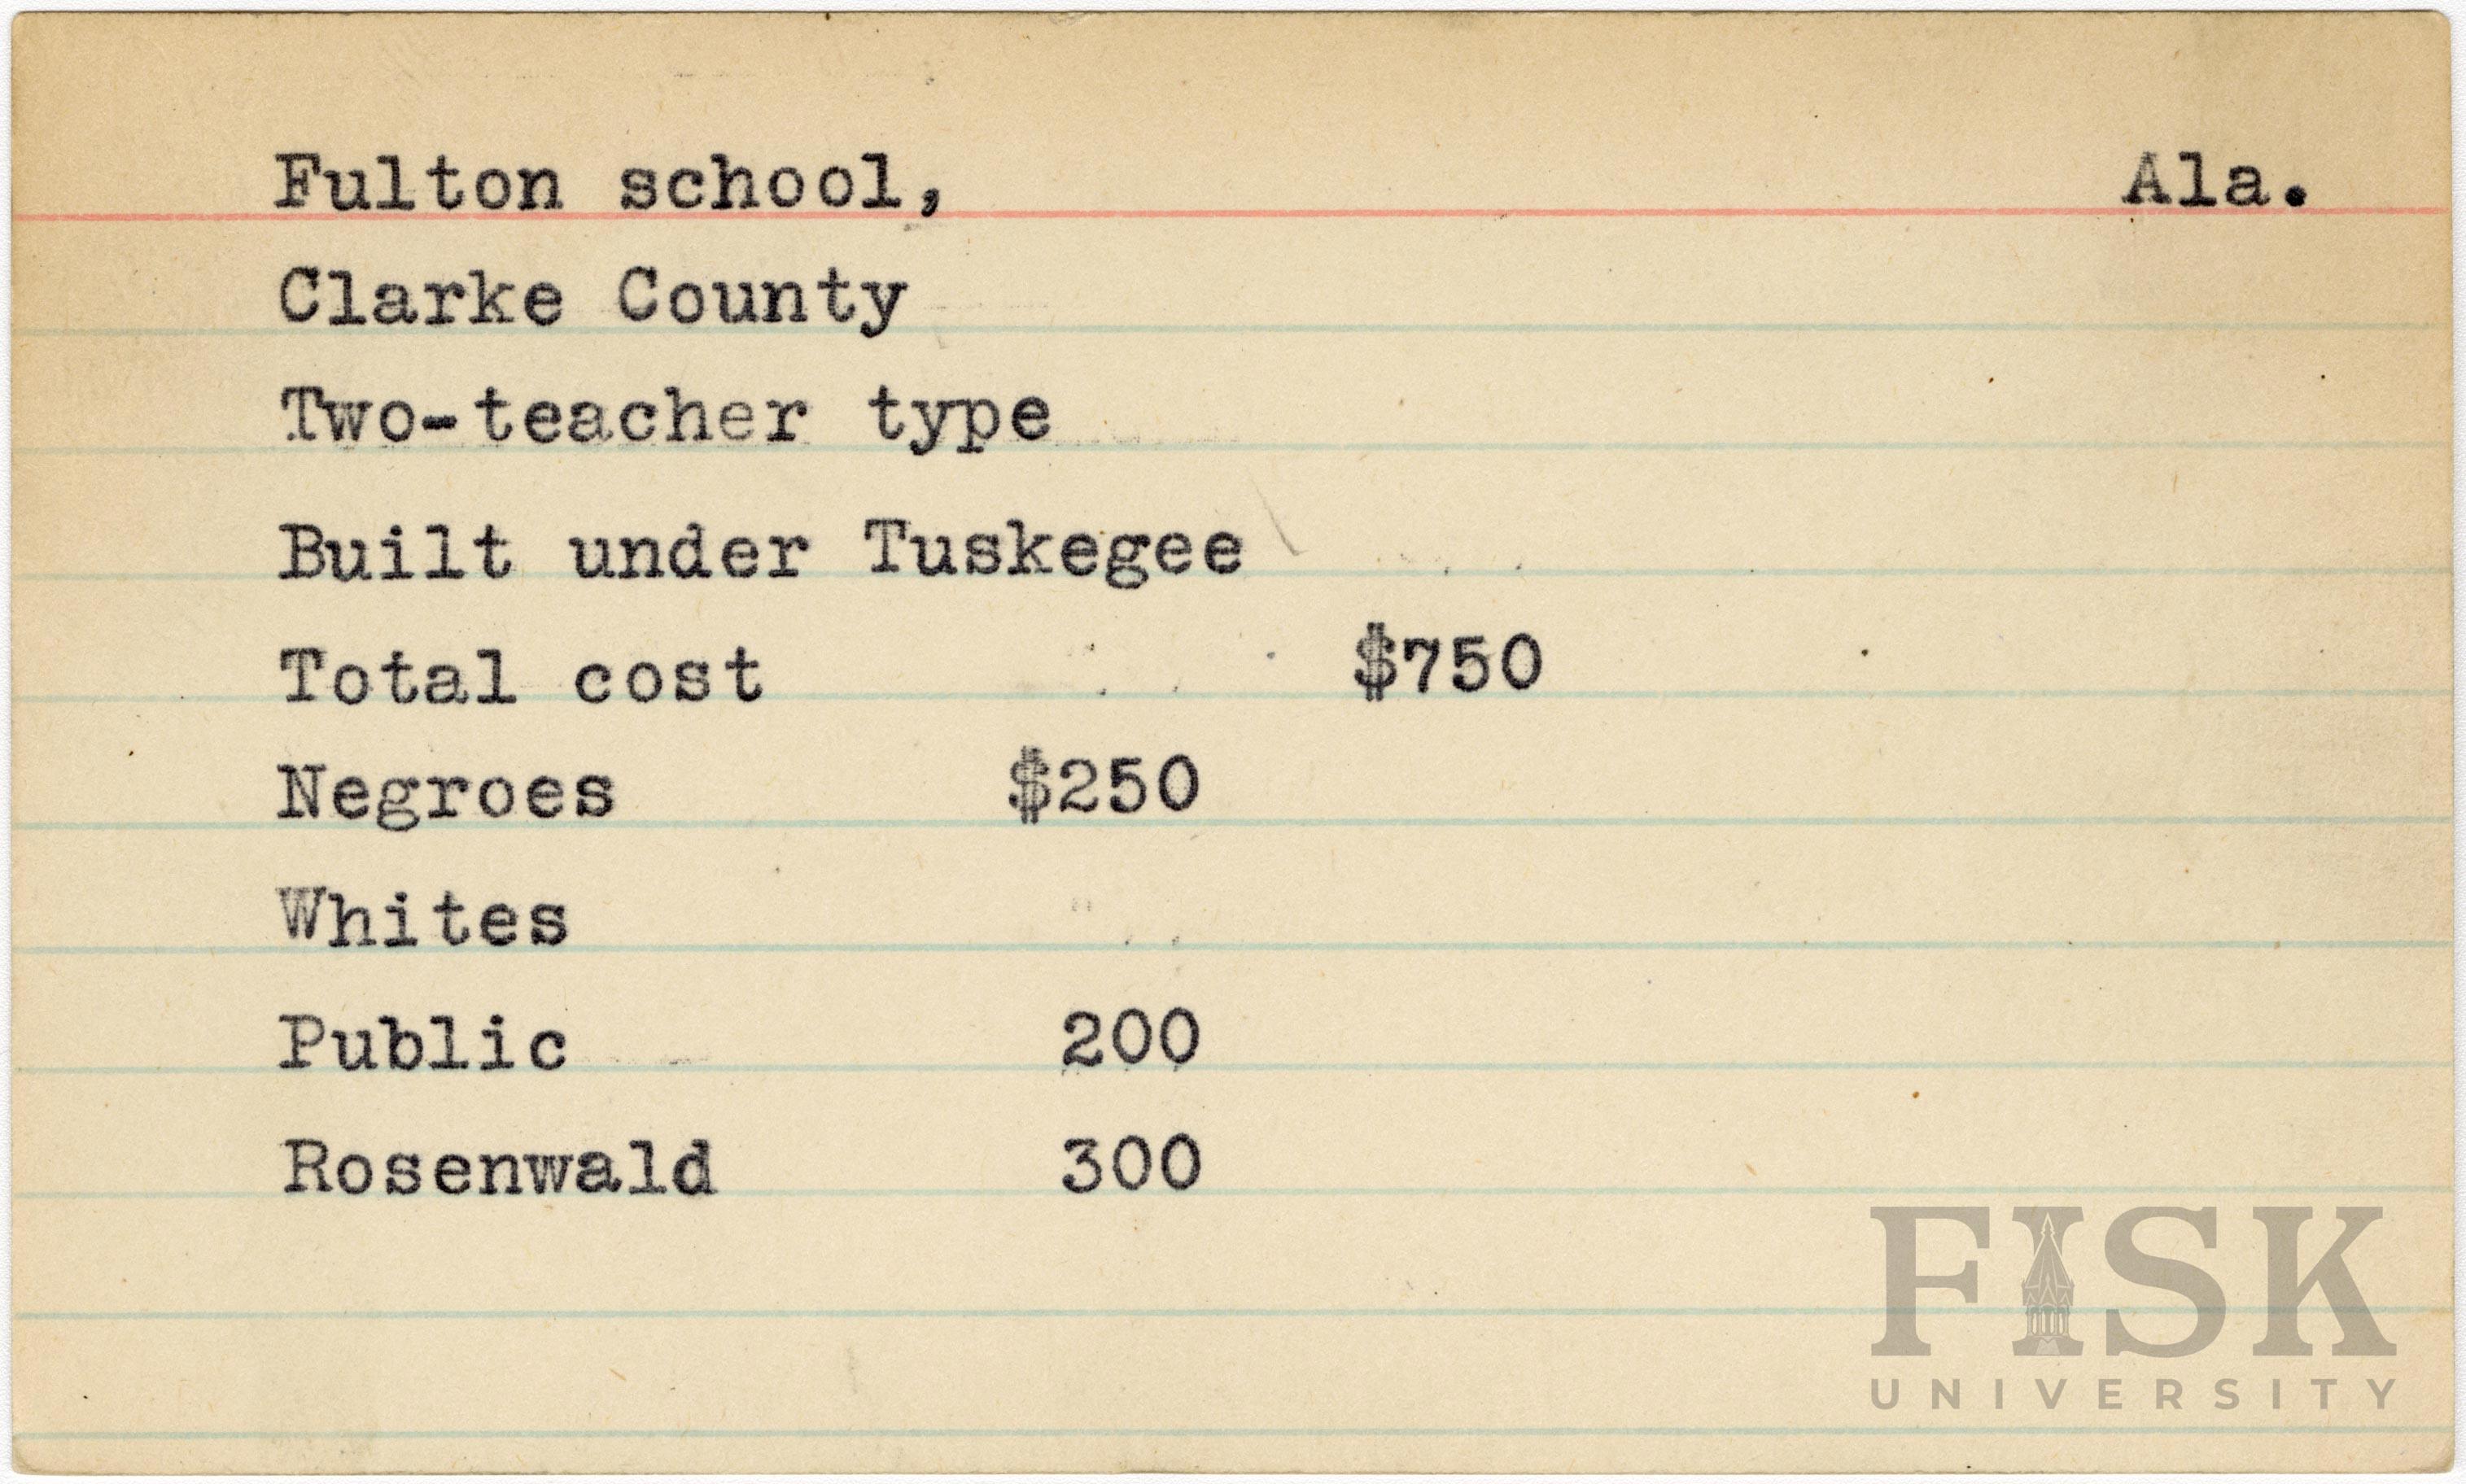 Fulton school, Ala.
Clarke County
Two-teacher type
Built under Tuskegee
Total cost $750
Negroes $250
Whites
Public 200
Rosenwald 300
FISK
UNIVERSITY